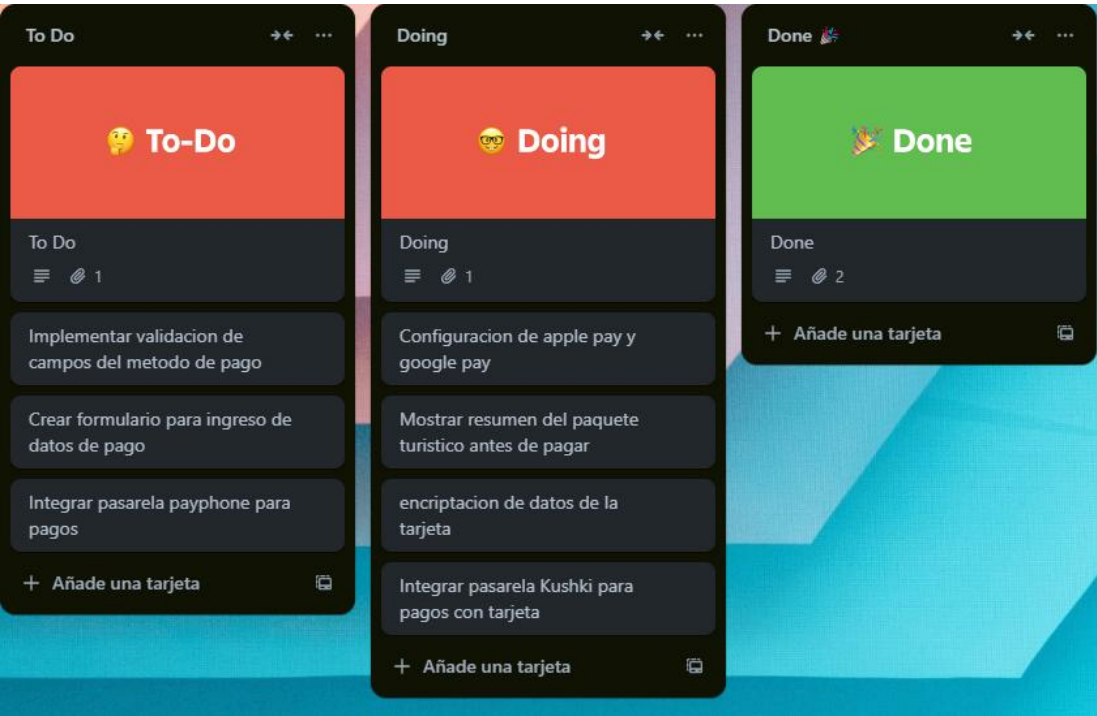 To Do
🤔 To-Do
To Do
1
Implementar validacion de
campos del metodo de pago
Crear formulario para ingreso de
datos de pago
Integrar pasarela payphone para
pagos
+ Añade una tarjeta
Doing
🤓 Doing
Doing
1
Configuracion de apple pay y
google pay
Mostrar resumen del paquete
turistico antes de pagar
encriptacion de datos de la
tarjeta
Integrar pasarela Kushki para
pagos con tarjeta
+ Añade una tarjeta
Done 🎉
🎉 Done
Done
2
+ Añade una tarjeta